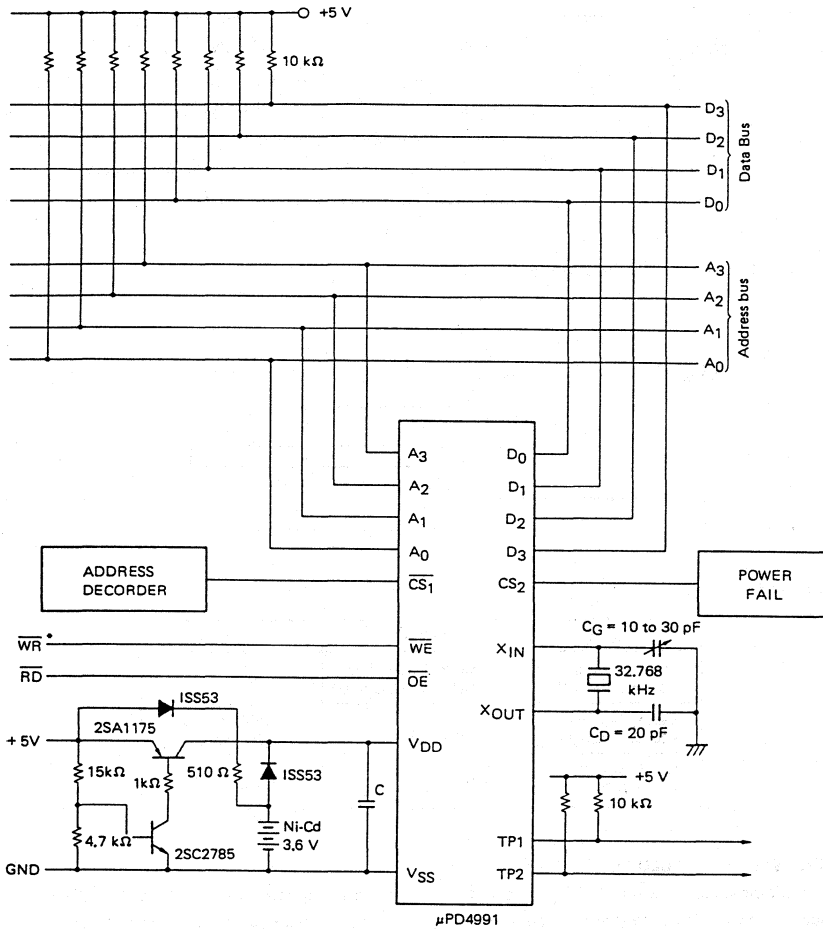 +5 V
10 kΩ
D3
D2
D1
D0
Data Bus
A3
A2
A1
A0
Address bus
A3
A2
A1
A0
CS1
WE
OE
VDD
VSS
D0
D1
D2
D3
CS2
XIN
XOUT
TP1
TP2
μPD4991
ADDRESS
DECORDER
POWER
FAIL
WR*
RD
CG = 10 to 30 pF
32.768
kHz
CD = 20 pF
ISS53
+5V
2SA1175
15kΩ
1kΩ
510 Ω
ISS53
C
4.7 kΩ
2SC2785
Ni-Cd
3.6 V
GND
+5 V
10 kΩ